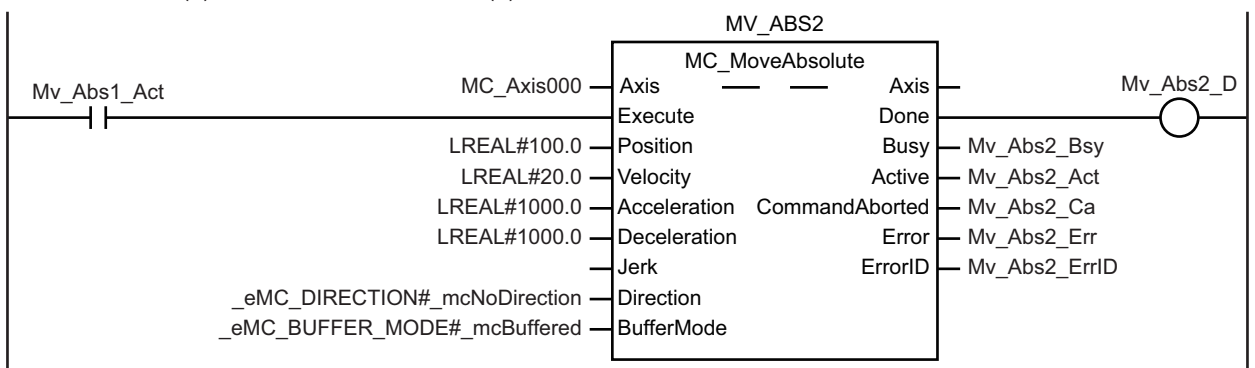 MV_ABS2
MC_MoveAbsolute
Mv_Abs1_Act
MC_Axis000 Axis Axis Mv_Abs2_D
Execute Done
LREAL#100.0 Position Busy Mv_Abs2_Bsy
LREAL#20.0 Velocity Active Mv_Abs2_Act
LREAL#1000.0 Acceleration CommandAborted Mv_Abs2_Ca
LREAL#1000.0 Deceleration Error Mv_Abs2_Err
Jerk ErrorID Mv_Abs2_ErrID
_eMC_DIRECTION#_mcNoDirection Direction
_eMC_BUFFER_MODE#_mcBuffered BufferMode